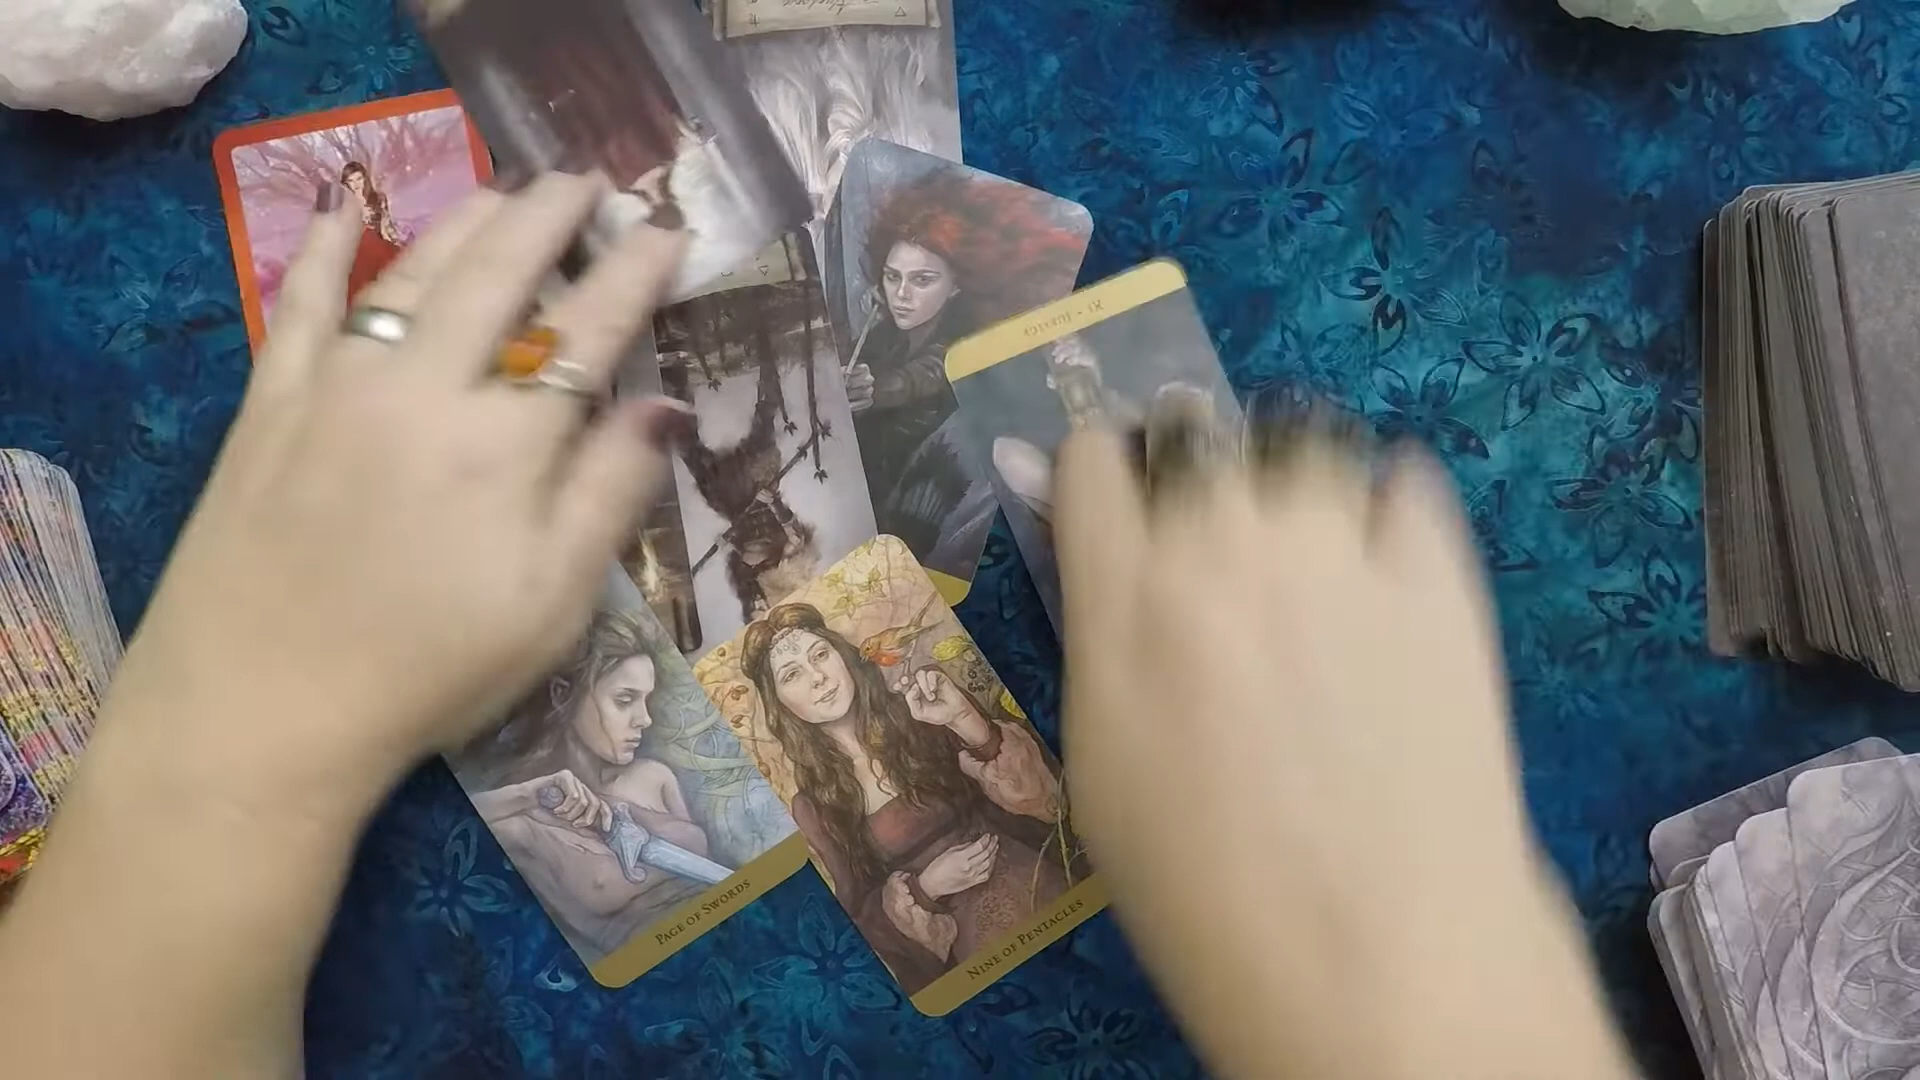 XI - JUSTICE
PAGE OF SWORDS
NINE OF PENTACLES